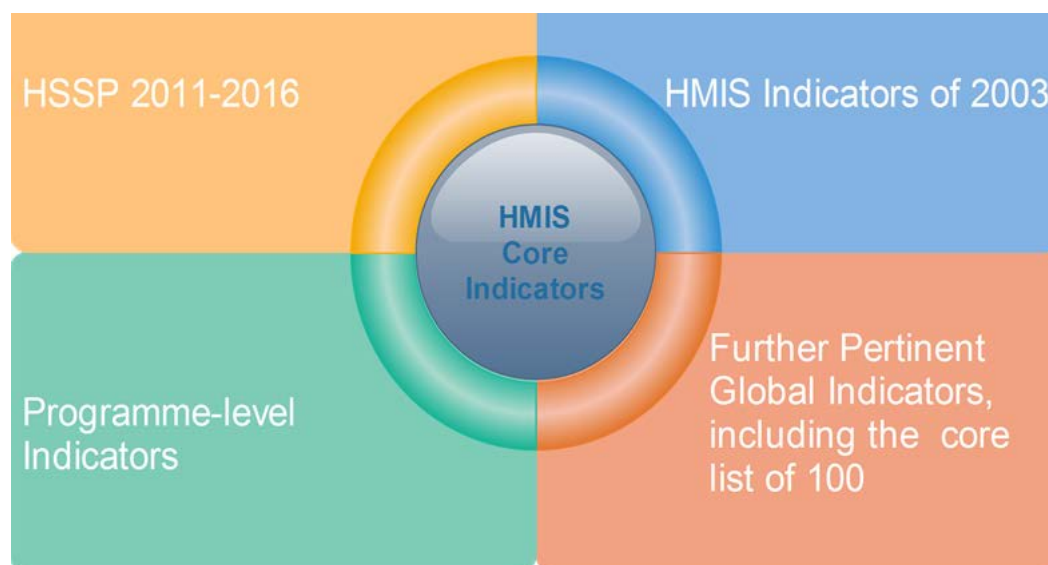 HSSP 2011-2016
HMIS Indicators of 2003
HMIS
Core
Indicators
Programme-level
Indicators
Further Pertinent
Global Indicators,
including the core
list of 100